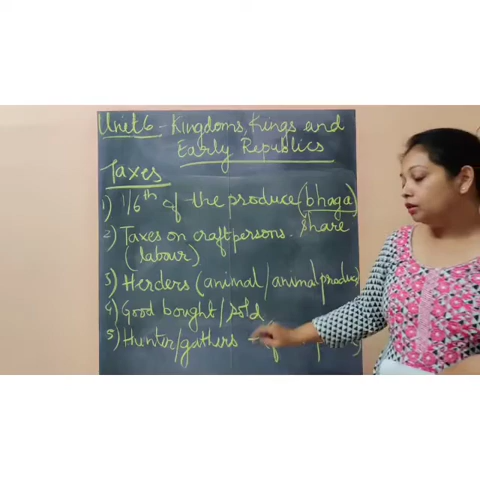 Unit 6 - Kingdoms, Kings and
Early Republics
Taxes
1) 1/6th of the produce (bhaga)
share
2) Taxes on craftpersons.
(labour)
3) Herders (animal/animal produce
4) Good bought/sold
5) Hunter/gathers